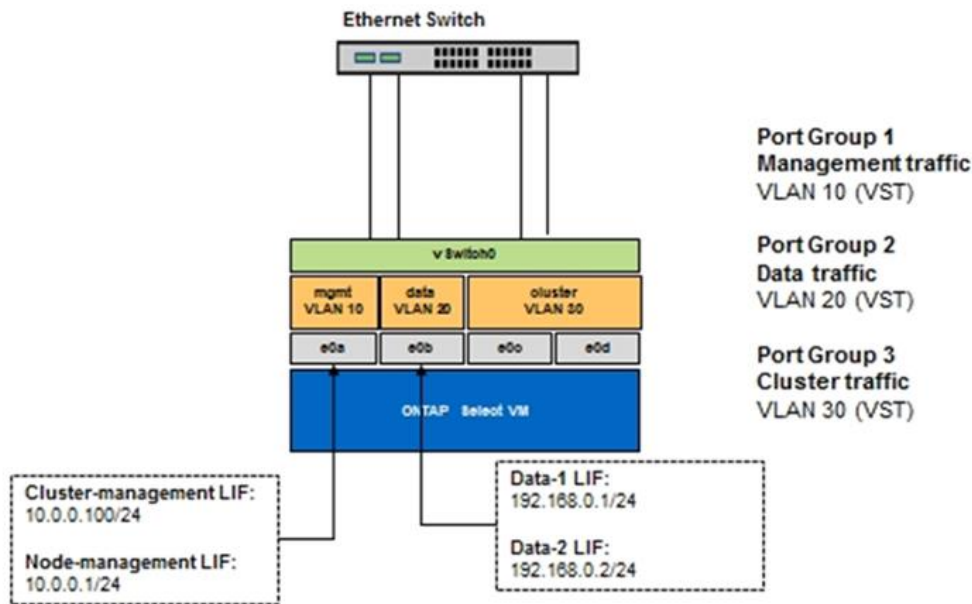 Ethernet Switch
Port Group 1
Management traffic
VLAN 10 (VST)
Port Group 2
Data traffic
VLAN 20 (VST)
Port Group 3
Cluster traffic
VLAN 30 (VST)
vSwitch0
mgmt
VLAN 10
data
VLAN 20
cluster
VLAN 30
e0a
e0b
e0c
e0d
ONTAP Select VM
Cluster-management LIF:
10.0.0.100/24
Node-management LIF:
10.0.0.1/24
Data-1 LIF:
192.168.0.1/24
Data-2 LIF:
192.168.0.2/24